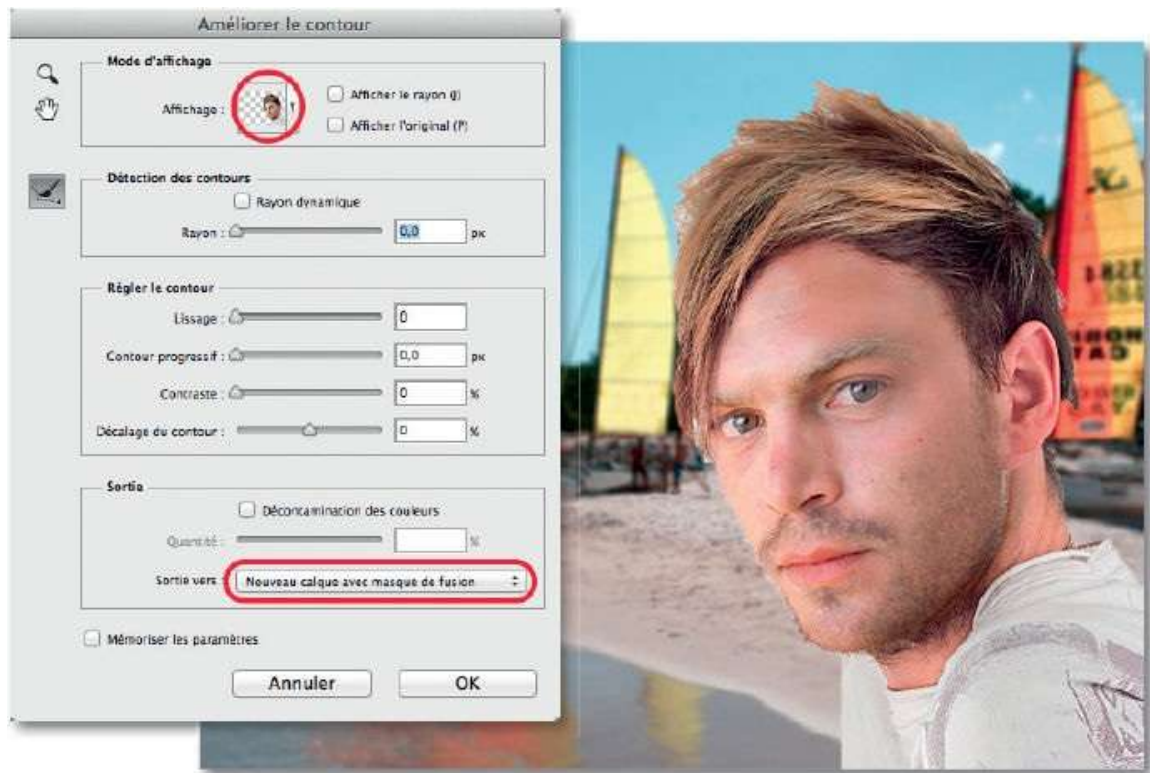 Améliorer le contour
Mode d'affichage
Affichage :
Afficher le rayon (J)
Afficher l'original (P)
Détection des contours
Rayon dynamique
Rayon : 0,0 px
Régler le contour
Lissage : 0
Contour progressif : 0,0 px
Contraste : 0 %
Décalage du contour : 0 %
Sortie
Décontamination des couleurs
Quantité : %
Sortie vers : Nouveau calque avec masque de fusion
Mémoriser les paramètres
Annuler OK